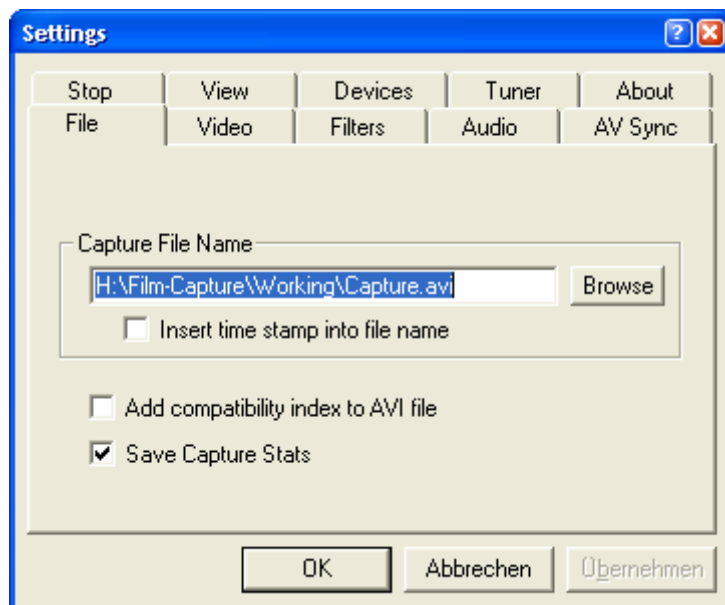 Settings
Stop View Devices Tuner About
File Video Filters Audio AV Sync
Capture File Name
H:\Film-Capture\Working\Capture.avi Browse
Insert time stamp into file name
Add compatibility index to AVI file
Save Capture Stats
OK Abbrechen Übernehmen